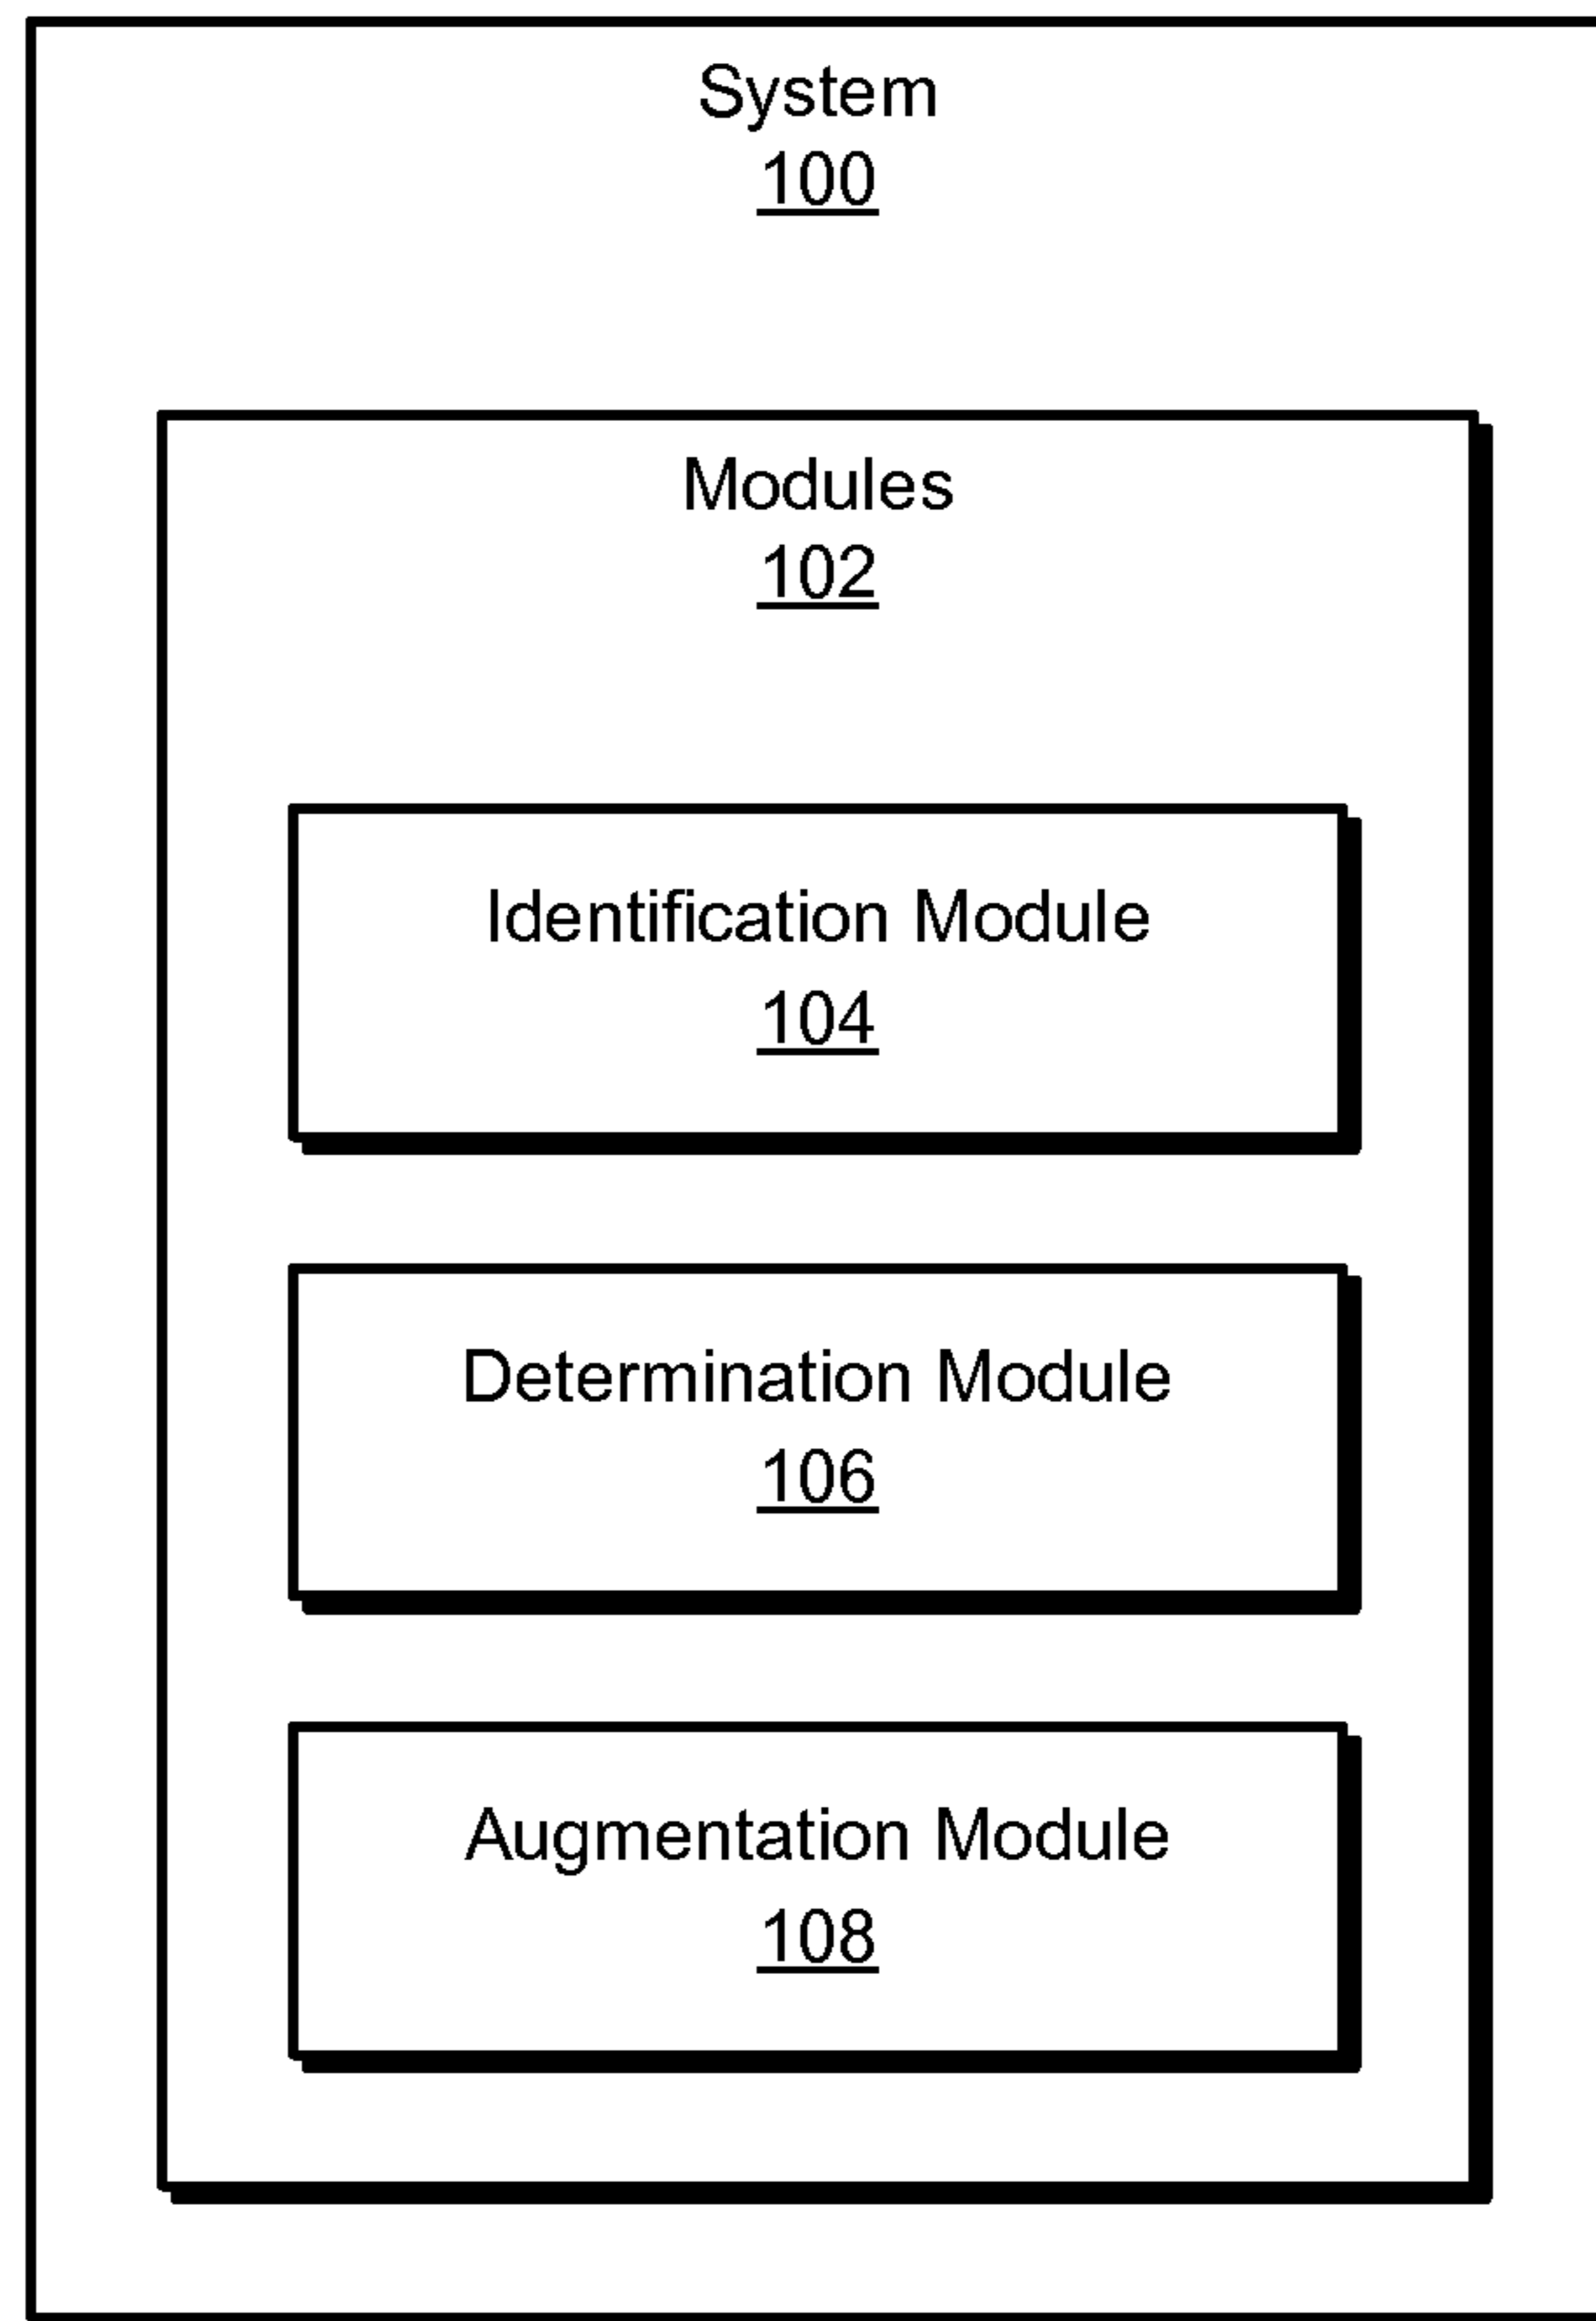 System
100
Modules
102
Identification Module
104
Determination Module
106
Augmentation Module
108